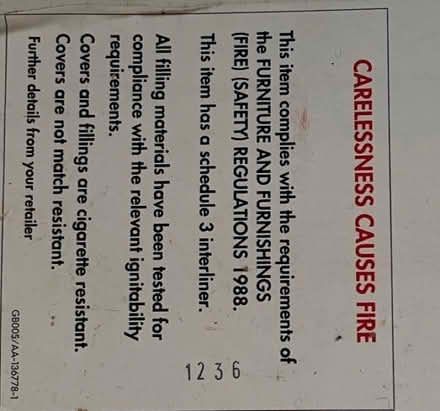 CARELESSNESS CAUSES FIRE
This item complies with the requirements of
the FURNITURE AND FURNISHINGS
(FIRE) (SAFETY) REGULATIONS 1988.
This item has a schedule 3 interliner.
All filling materials have been tested for
compliance with the relevant ignitability
requirements.
Covers and fillings are cigarette resistant.
Covers are not match resistant.
Further details from your retailer
GB005/AA-136778-1
1236